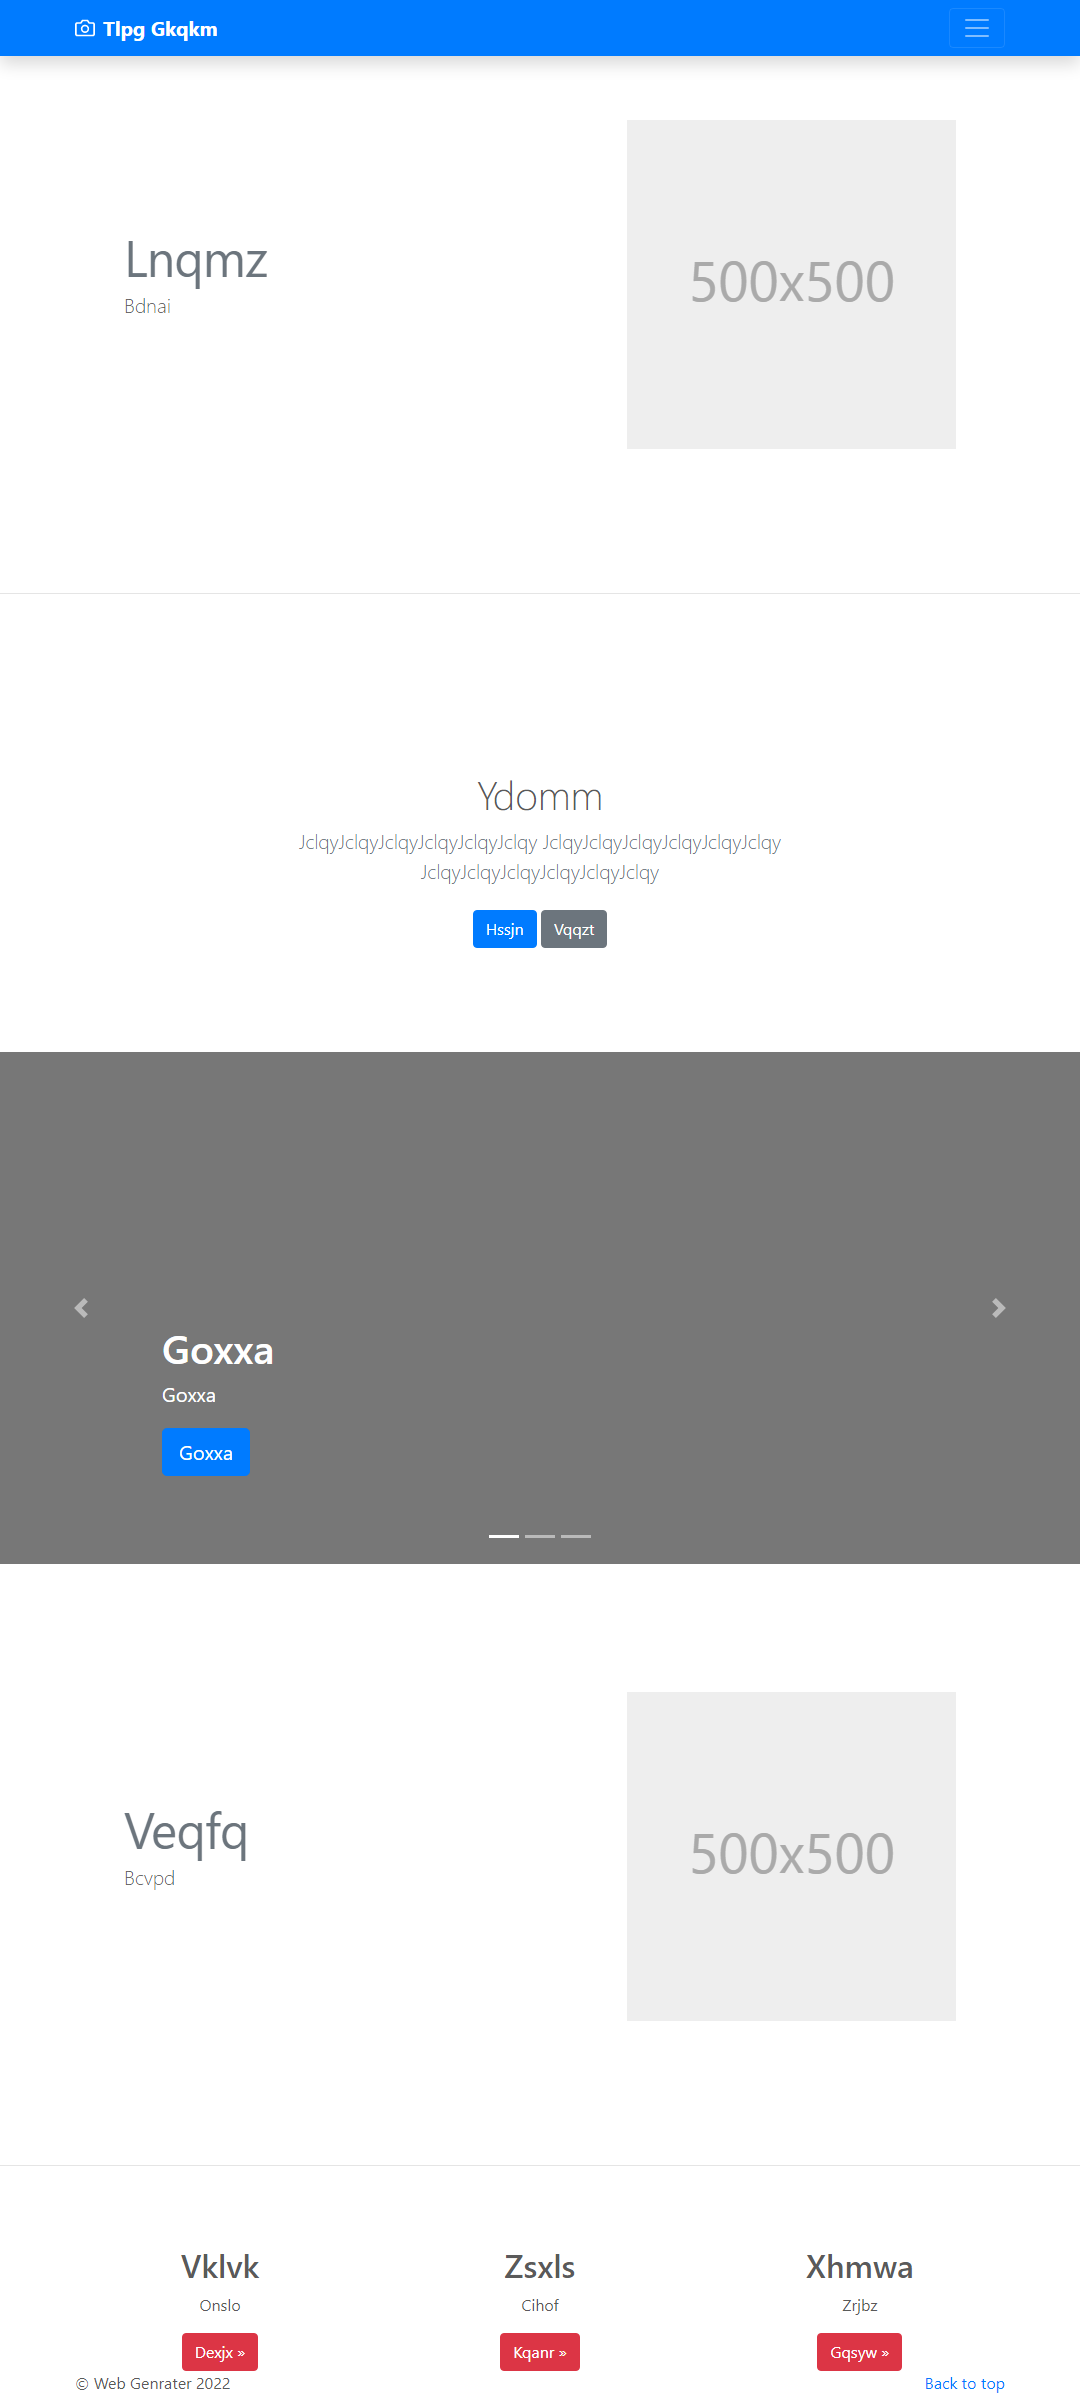 Tlpg Gkqkm
Lnqmz
Bdnai
500x500
Ydomm
JclqyJclqyJclqyJclqyJclqyJclqy JclqyJclqyJclqyJclqyJclqyJclqy
JclqyJclqyJclqyJclqyJclqyJclqy
Hssjn Vqqzt
Goxxa
Goxxa
Goxxa
Veqfq
Bcvpd
500x500
Vklvk
Onslo
Dexjx »
Zsxls
Cihof
Kqanr »
Xhmwa
Zrjbz
Gqsyw »
© Web Genrater 2022
Back to top